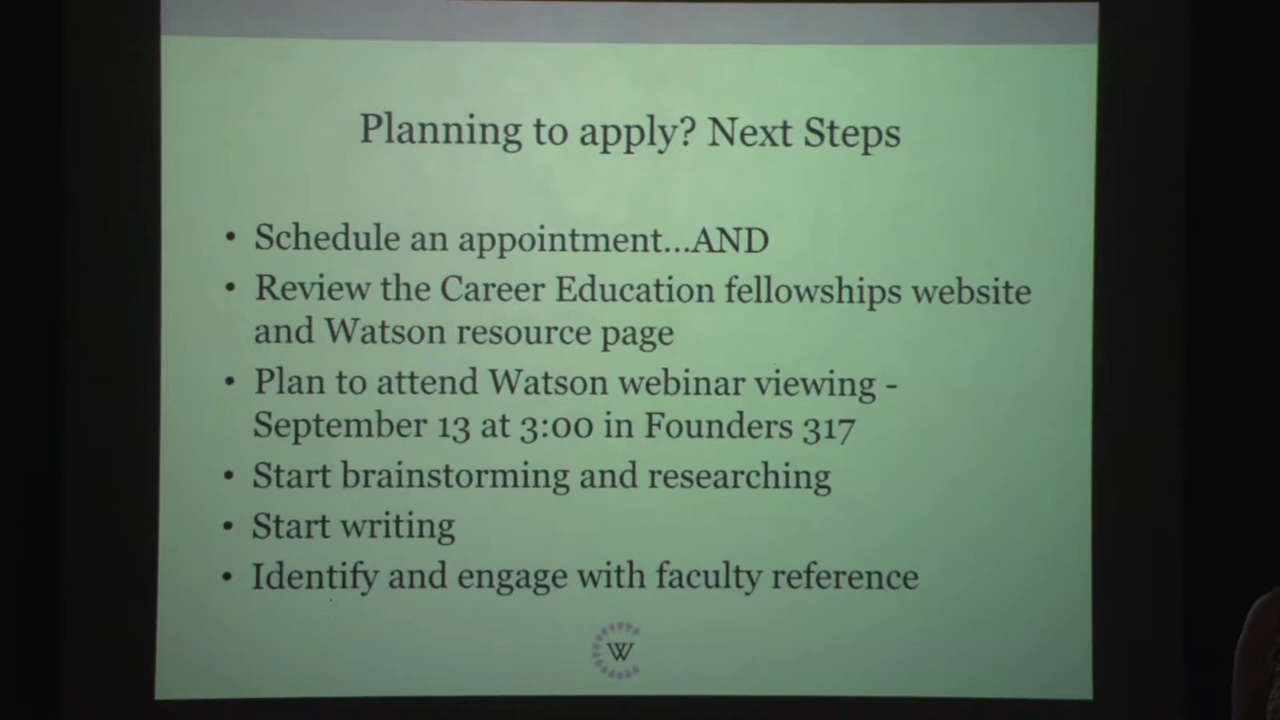 Planning to apply? Next Steps
• Schedule an appointment...AND
• Review the Career Education fellowships website
and Watson resource page
• Plan to attend Watson webinar viewing -
September 13 at 3:00 in Founders 317
• Start brainstorming and researching
• Start writing
• Identify and engage with faculty reference
W